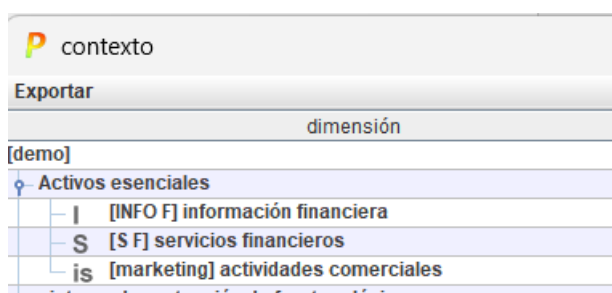 P contexto
Exportar
dimensión
[demo]
Activos esenciales
I [INFO F] información financiera
S [S F] servicios financieros
is [marketing] actividades comerciales